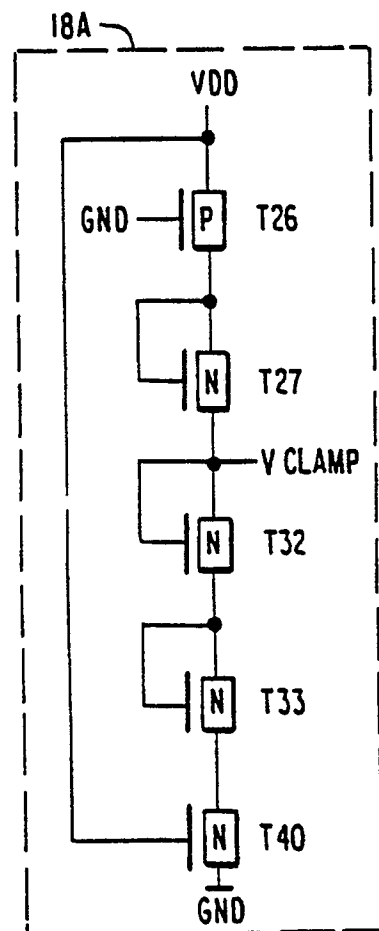 18A
VDD
GND P T26
N T27
V CLAMP
N T32
N T33
N T40
GND